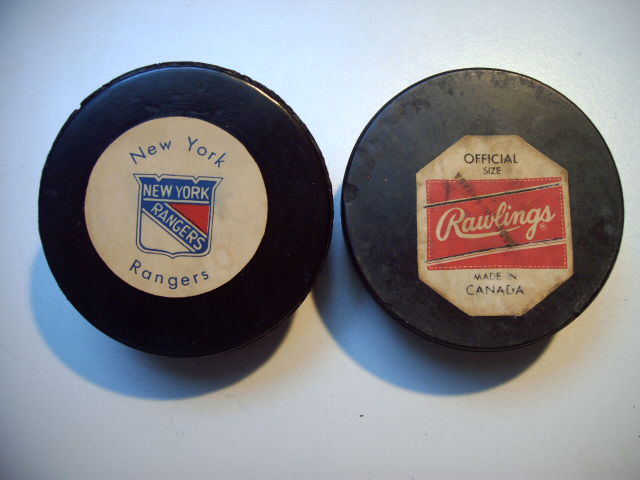 New York
NEW YORK
RANGERS
Rangers
OFFICIAL
SIZE
Rawlings®
MADE IN
CANADA